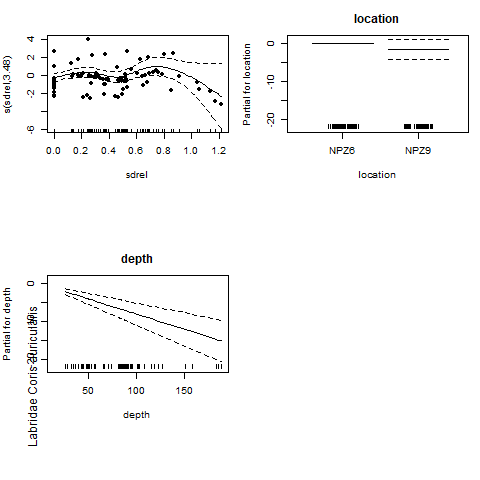 s(sdrel,3.48)
4
2
0
-2
-6
0.0 0.2 0.4 0.6 0.8 1.0 1.2
sdrel
location
Partial for location
0
-10
-20
NPZ6 NPZ9
location
depth
Partial for depth
0
-10
-20
50 100 150
depth
Labridae Coris auricularis